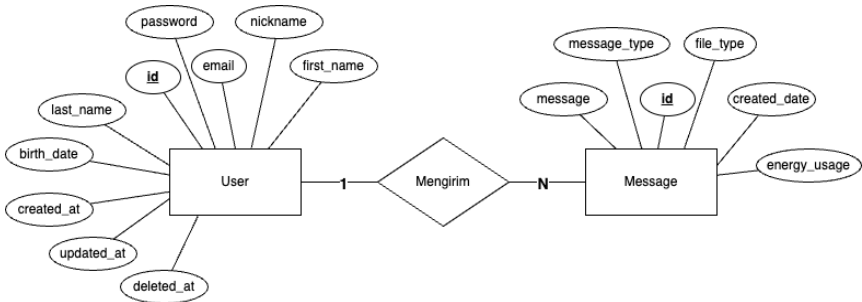 password
nickname
message_type
file_type
id
email
first_name
message
id
created_date
last_name
birth_date
User
1
Mengirim
N
Message
energy_usage
created_at
updated_at
deleted_at